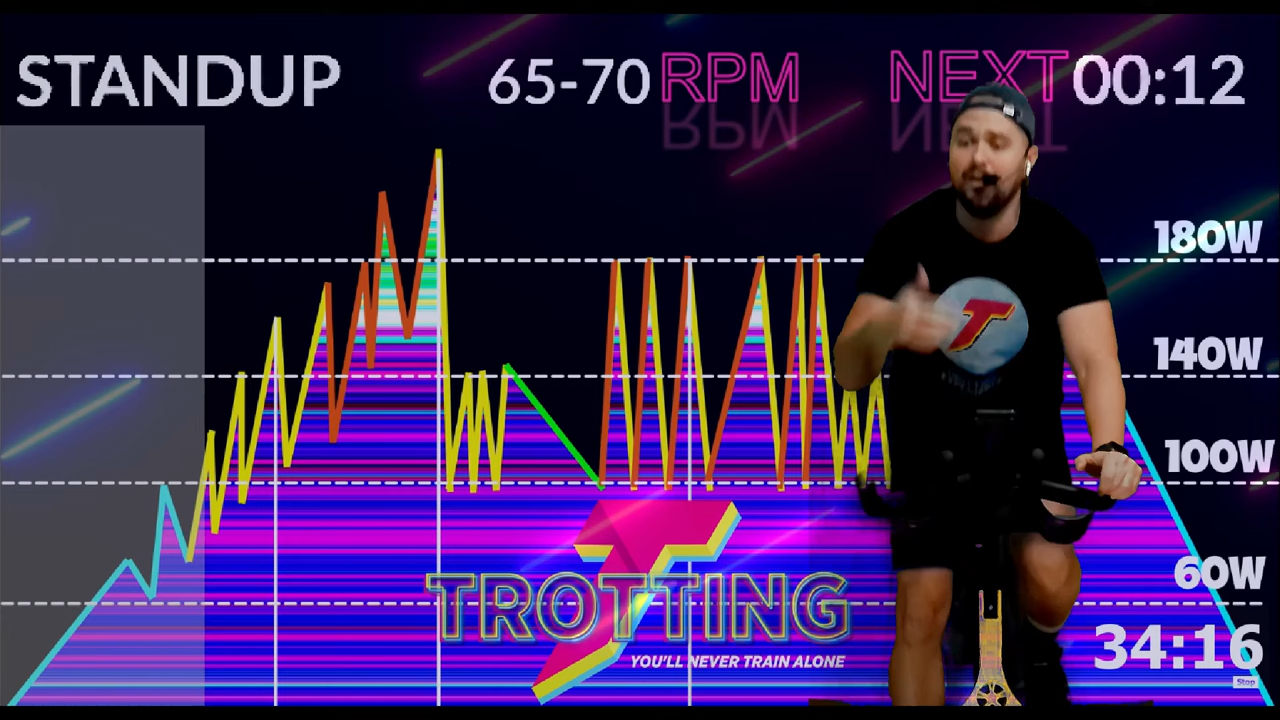 STANDUP 65-70 RPM NEXT 00:12
180W
140W
100W
60W
T
TROTTING
YOU'LL NEVER TRAIN ALONE
34:16
Stop
T